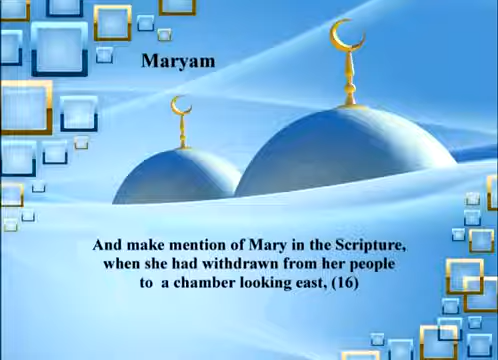 Maryam
And make mention of Mary in the Scripture,
when she had withdrawn from her people
to a chamber looking east, (16)